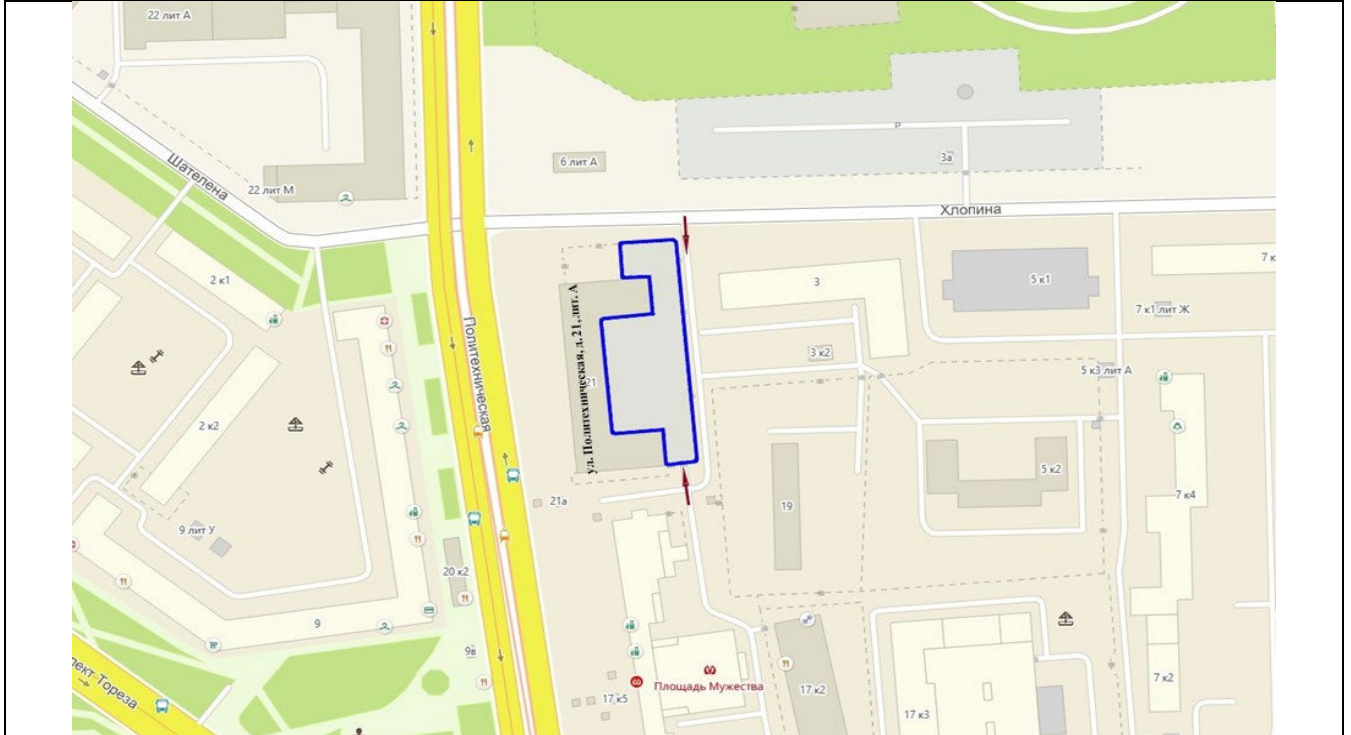 22 лит А
Шателена
22 лит М
6 лит А
Р
3а
Хлопина
2 к1
3
5 к1
7 к
7 к1 лит Ж
Политехническая
ул. Политехническая, д. 21, лит. А
21
3 к2
5 к3 лит А
2 к2
5 к2
7 к4
21а
19
9 лит У
20 к2
9
9в
Площадь Мужества
17 к5
17 к2
17 к3
7 к2
пект Тореза